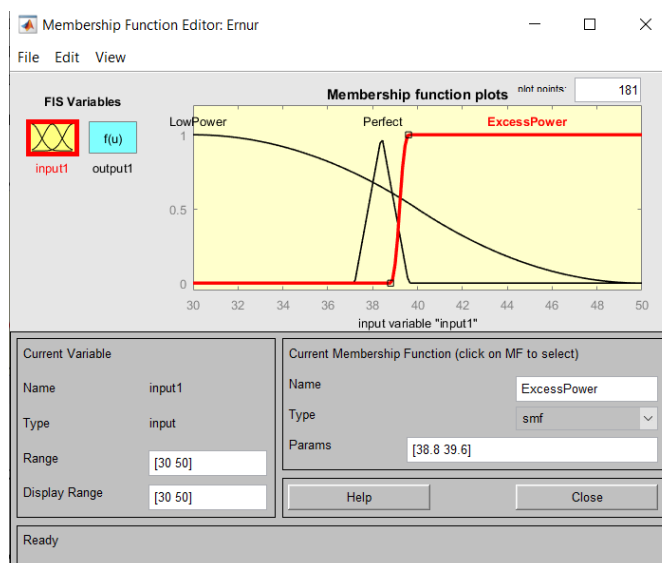 Membership Function Editor: Ernur
File Edit View
FIS Variables
f(u)
input1 output1
Membership function plots plot points: 181
LowPower Perfect ExcessPower
1
0.5
0
30 32 34 36 38 40 42 44 46 48 50
input variable "input1"
Current Variable
Name input1
Type input
Range [30 50]
Display Range [30 50]
Current Membership Function (click on MF to select)
Name ExcessPower
Type smf
Params [38.8 39.6]
Help Close
Ready